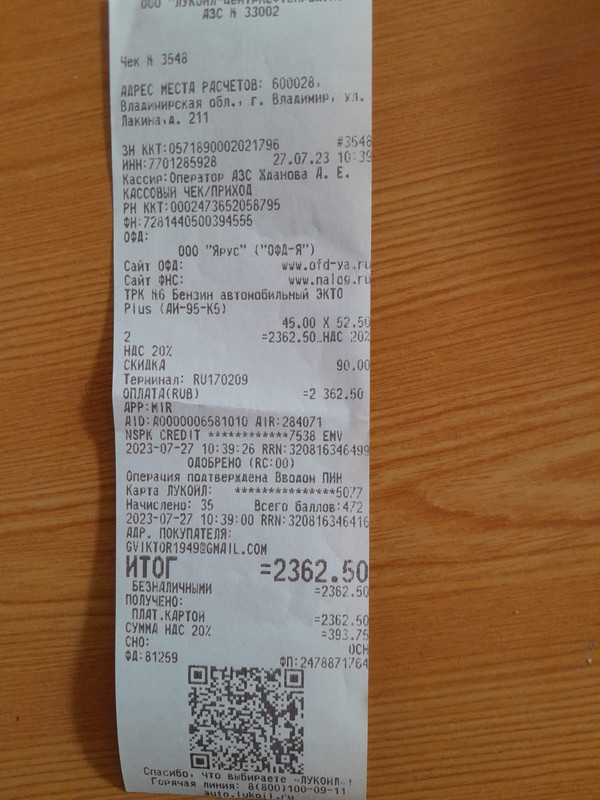 ООО "ЛУКОЙЛ-ЦЕНТРНЕФТЕПРОДУКТ"
АЗС N 33002
Чек N 3548
АДРЕС МЕСТА РАСЧЕТОВ: 600028,
Владимирская обл., г. Владимир, ул.
Лакина,д. 211
ЗН ККТ:0571890002021796 #3548
ИНН:7701285928 27.07.23 10:39
Кассир:Оператор АЗС Жданова А. Е.
КАССОВЫЙ ЧЕК/ПРИХОД
РН ККТ:0002473652058795
ФН:7281440500394555
ОФД:
ООО "Ярус" ("ОФД-Я")
Сайт ОФД: www.ofd-ya.ru
Сайт ФНС: www.nalog.ru
ТРК N6 Бензин автомобильный ЭКТО
Plus (АИ-95-К5)
45.00 X 52.50
2 =2362.50_НДС 20%
НДС 20%
СКИДКА 90.00
Терминал: RU170209
ОПЛАТА(RUB) =2 362.50
APP:MIR
AID:A0000006581010 AIR:284071
NSPK CREDIT ************7538 EMV
2023-07-27 10:39:26 RRN:320816346499
ОДОБРЕНО (RC:00)
Операция подтверждена Вводом ПИН
Карта ЛУКОЙЛ: ***************5077
Начислено: 35 Всего баллов:472
2023-07-27 10:39:00 RRN:320816346416
АДР. ПОКУПАТЕЛЯ:
GVIKTOR1949@GMAIL.COM
ИТОГ =2362.50
БЕЗНАЛИЧНЫМИ =2362.50
ПОЛУЧЕНО:
ПЛАТ.КАРТОЙ =2362.50
СУММА НДС 20% =393.75
СНО: ОСН
ФД:81259 ФП:2478871764
Спасибо, что выбираете "ЛУКОЙЛ"!
Горячая линия: 8(800)100-09-11
auto.lukoil.ru